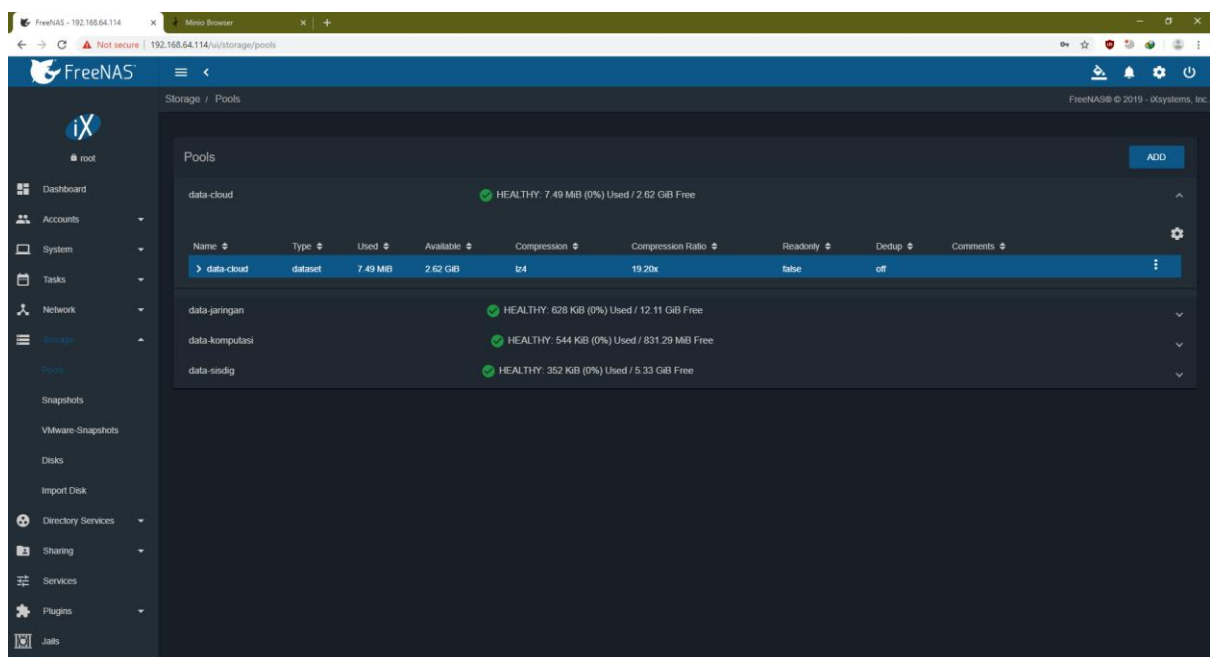 FreeNAS - 192.168.64.114
Minio Browser
Not secure | 192.168.64.114/ui/storage/pools
FreeNAS
Storage / Pools
FreeNAS® © 2019 - iXsystems, Inc.
iX
root
Dashboard
Accounts
System
Tasks
Network
Storage
Pools
Snapshots
VMware-Snapshots
Disks
Import Disk
Directory Services
Sharing
Services
Plugins
Jails
Pools
ADD
data-cloud HEALTHY: 7.49 MiB (0%) Used / 2.62 GiB Free
Name Type Used Available Compression Compression Ratio Readonly Dedup Comments
data-cloud dataset 7.49 MiB 2.62 GiB lz4 19.20x false off
data-jaringan HEALTHY: 628 KiB (0%) Used / 12.11 GiB Free
data-komputasi HEALTHY: 544 KiB (0%) Used / 831.29 MiB Free
data-sisdig HEALTHY: 352 KiB (0%) Used / 5.33 GiB Free